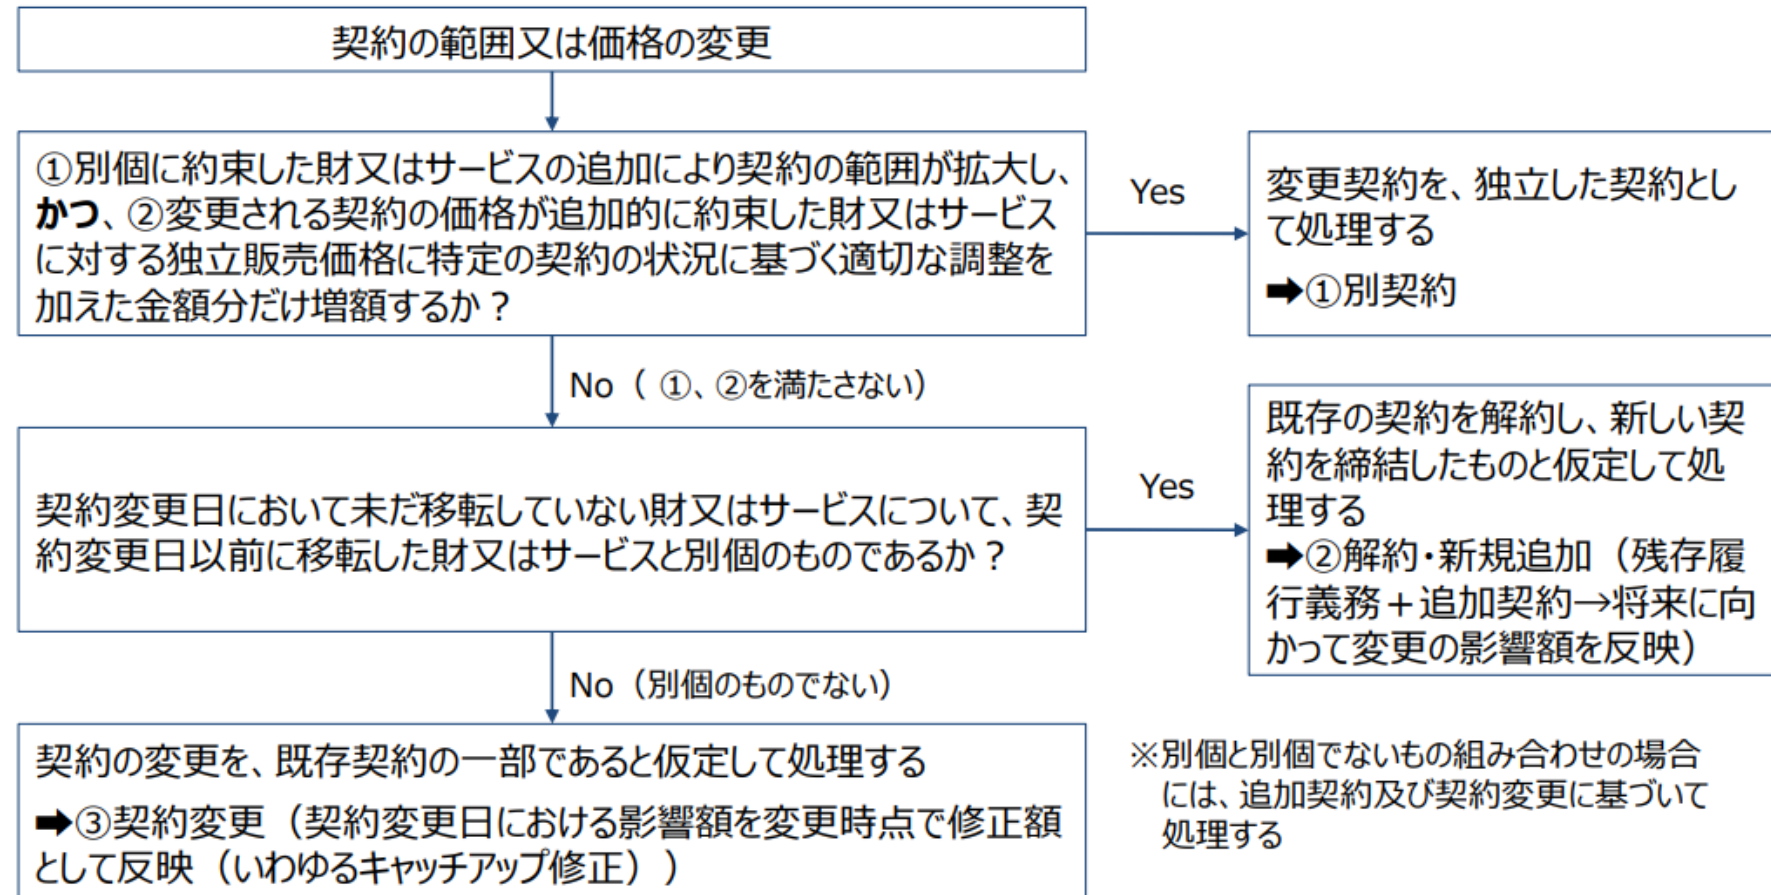 契約の範囲又は価格の変更
①別個に約束した財又はサービスの追加により契約の範囲が拡大し、
かつ、②変更される契約の価格が追加的に約束した財又はサービス
に対する独立販売価格に特定の契約の状況に基づく適切な調整を
加えた金額分だけ増額するか？
Yes
変更契約を、独立した契約とし
て処理する
➡①別契約
No（ ①、②を満たさない）
契約変更日において未だ移転していない財又はサービスについて、契
約変更日以前に移転した財又はサービスと別個のものであるか？
Yes
既存の契約を解約し、新しい契
約を締結したものと仮定して処
理する
➡②解約・新規追加（残存履
行義務＋追加契約→将来に向
かって変更の影響額を反映）
No（別個のものでない）
契約の変更を、既存契約の一部であると仮定して処理する
➡③契約変更（契約変更日における影響額を変更時点で修正額
として反映（いわゆるキャッチアップ修正））
※別個と別個でないもの組み合わせの場合
には、追加契約及び契約変更に基づいて
処理する